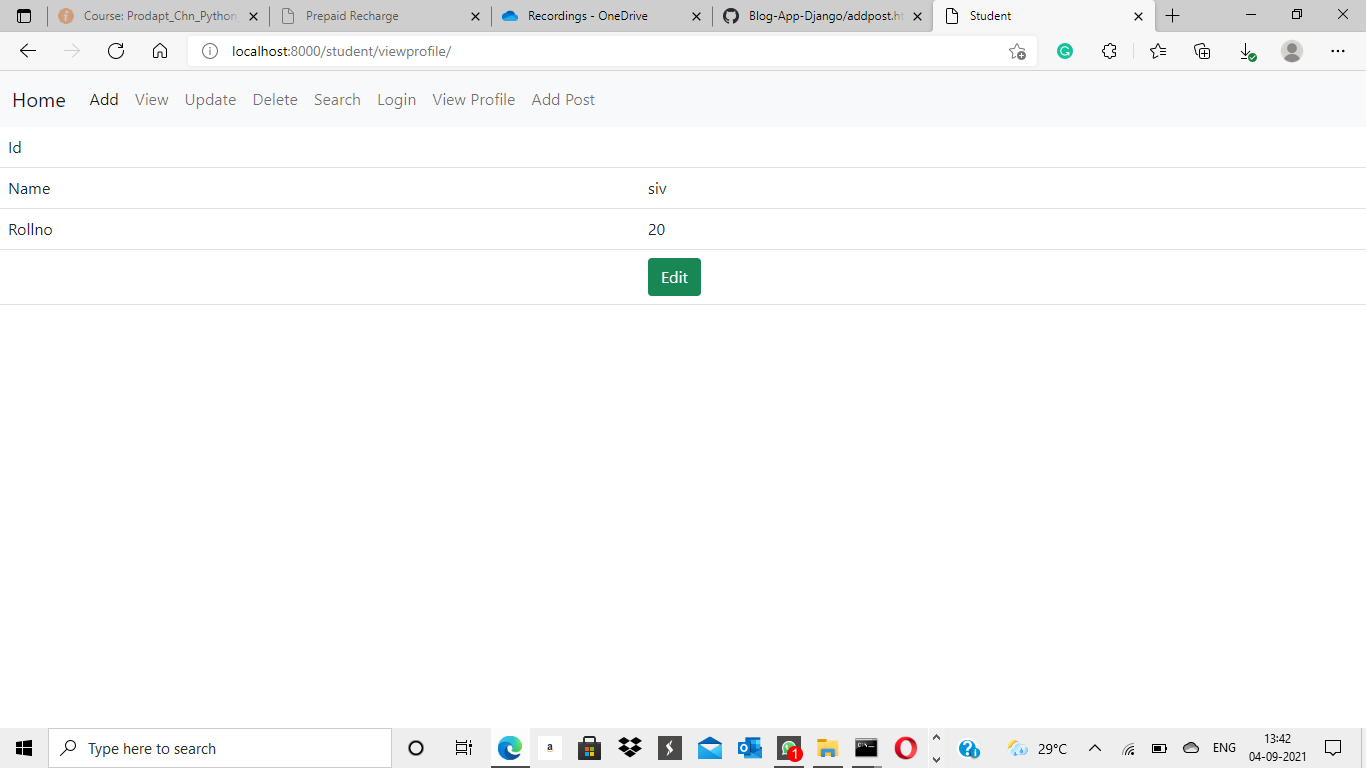 Course: Prodapt_Chn_Python
Prepaid Recharge
Recordings - OneDrive
Blog-App-Django/addpost.ht
Student
localhost:8000/student/viewprofile/
Home Add View Update Delete Search Login View Profile Add Post
Id
Name siv
Rollno 20
Edit
Type here to search
a
1
29°C
ENG
13:42
04-09-2021